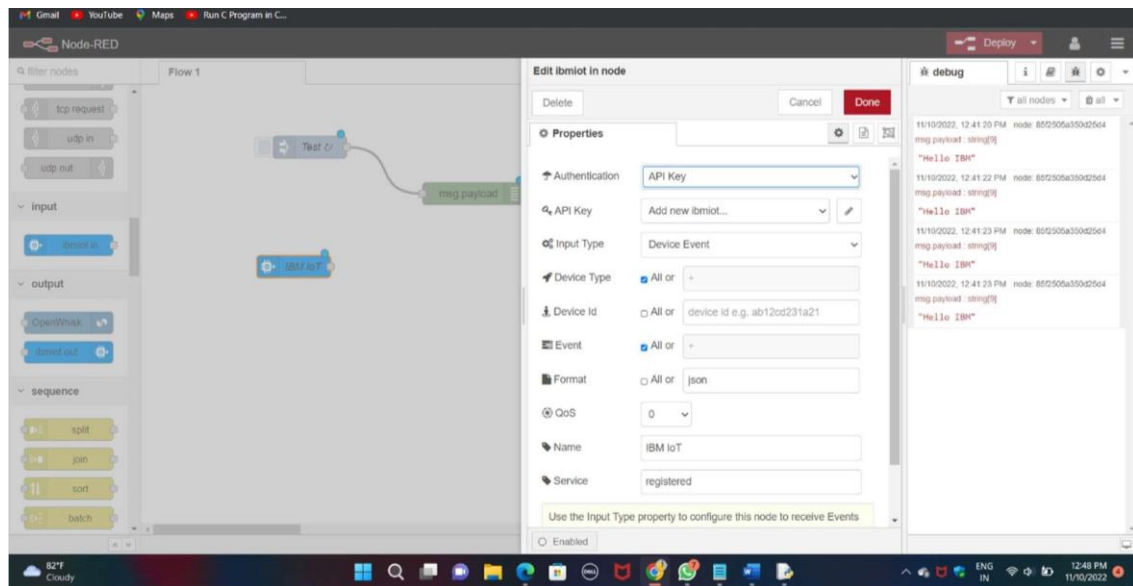 Gmail YouTube Maps Run C Program in C...
Node-RED Deploy
filter nodes Flow 1 Edit ibmiot in node debug
Delete Cancel Done
all nodes all
tcp request
udp in
udp out
Properties
Test ↻
msg.payload
Authentication API Key
API Key Add new ibmiot...
input
ibmiot in
IBM IoT
Input Type Device Event
Device Type All or +
output
OpenWhisk
ibmiot out
Device Id All or device id e.g. ab12cd231a21
Event All or +
Format All or json
sequence
split
join
sort
batch
QoS 0
Name IBM IoT
Service registered
Use the Input Type property to configure this node to receive Events
Enabled
11/10/2022, 12:41:20 PM node:
msg.payload : string[9]
"Hello IBM"
11/10/2022, 12:41:22 PM node:
msg.payload : string[9]
"Hello IBM"
11/10/2022, 12:41:23 PM node:
msg.payload : string[9]
"Hello IBM"
11/10/2022, 12:41:23 PM node:
msg.payload : string[9]
"Hello IBM"
82°F
Cloudy
DELL
ENG
IN
12:48 PM
11/10/2022
4